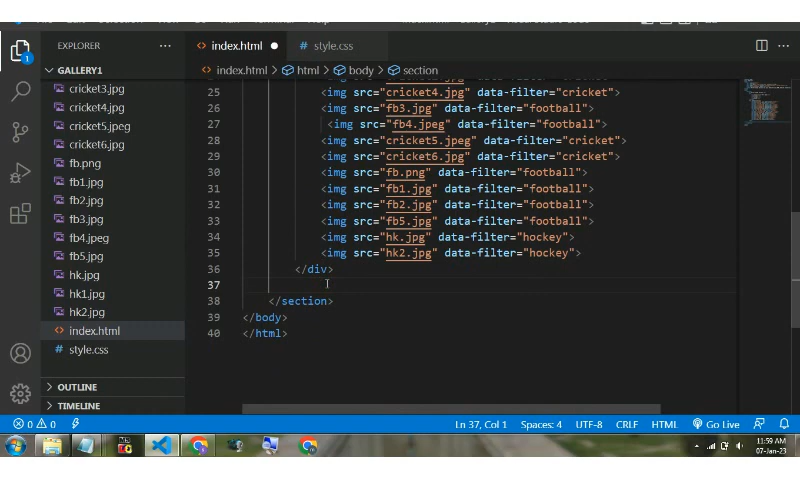 EXPLORER
GALLERY1
cricket3.jpg
cricket4.jpg
cricket5.jpeg
cricket6.jpg
fb.png
fb1.jpg
fb2.jpg
fb3.jpg
fb4.jpeg
fb5.jpg
hk.jpg
hk1.jpg
hk2.jpg
index.html
style.css
OUTLINE
TIMELINE
1
<> index.html
# style.css
<> index.html > html > body > section
25 <img src="cricket4.jpg" data-filter="cricket">
26 <img src="fb3.jpg" data-filter="football">
27 <img src="fb4.jpeg" data-filter="football">
28 <img src="cricket5.jpeg" data-filter="cricket">
29 <img src="cricket6.jpg" data-filter="cricket">
30 <img src="fb.png" data-filter="football">
31 <img src="fb1.jpg" data-filter="football">
32 <img src="fb2.jpg" data-filter="football">
33 <img src="fb5.jpg" data-filter="football">
34 <img src="hk.jpg" data-filter="hockey">
35 <img src="hk2.jpg" data-filter="hockey">
36 </div>
37
38 </section>
39 </body>
40 </html>
0 0 Ln 37, Col 1 Spaces: 4 UTF-8 CRLF HTML Go Live
11:59 AM
07-Jan-23